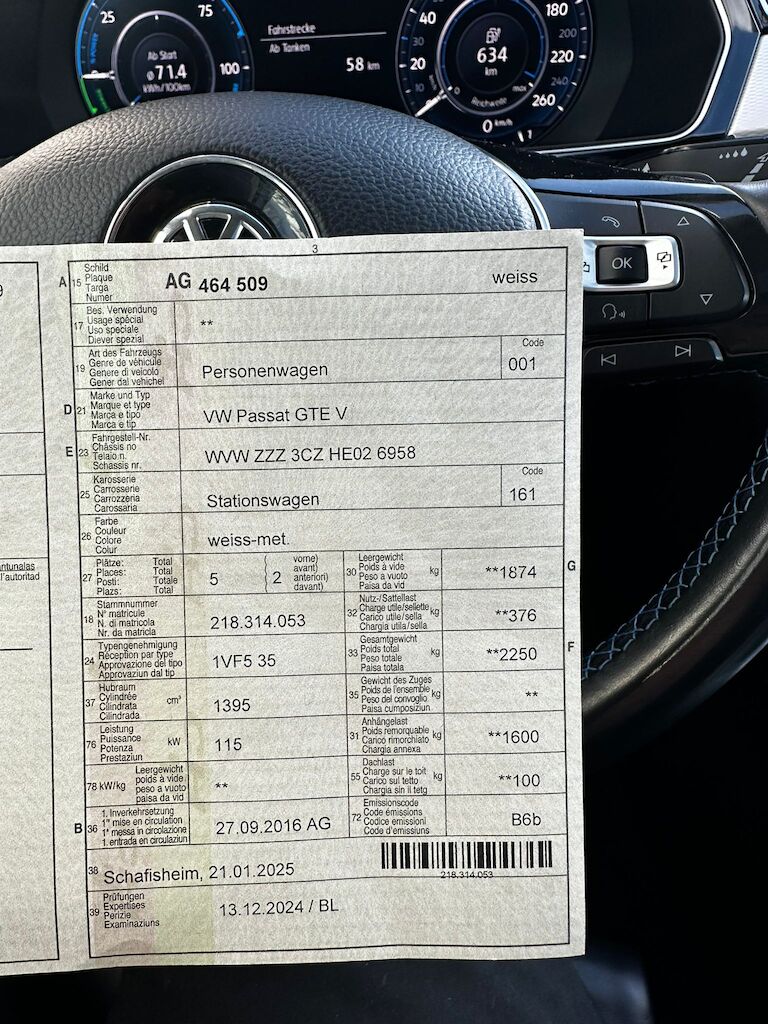 25 75
Ab Start
ø71.4 100
kWh/100km
Fahrstrecke
Ab Tanken
58 km
40 180
30 200
20 634 220
km
10 240
0 Reichweite max 260
0 km/h
OK
3
A 15 Schild
Plaque
Targa
Numer
AG 464 509 weiss
17 Bes. Verwendung
Usage spécial
Uso speciale
Diever spezial
**
19 Art des Fahrzeugs
Genre de véhicule
Genere di veicolo
Gener dal vehichel
Personenwagen
Code
001
D 21 Marke und Typ
Marque et type
Marca e tipo
Marca e tip
VW Passat GTE V
E 23 Fahrgestell-Nr.
Châssis no
Telaio n.
Schassis nr.
WVW ZZZ 3CZ HE02 6958
25 Karosserie
Carrosserie
Carrozzeria
Carossaria
Stationswagen
Code
161
26 Farbe
Couleur
Colore
Colur
weiss-met.
27 Plätze: Total
Places: Total
Posti: Totale
Plazs: Total
5 2 vorne)
avant)
anteriori)
davant)
30 Leergewicht
Poids à vide kg
Peso a vuoto
Paisa da vid
**1874 G
18 Stammnummer
N° matricule
N. di matricola
Nr. da matricla
218.314.053
32 Nutz-/Sattellast
Charge utile/sellette kg
Carico utile/sella
Chargia utila/sella
**376
24 Typengenehmigung
Réception par type
Approvazione del tipo
Approvaziun dal tip
1VF5 35
33 Gesamtgewicht
Poids total kg
Peso totale
Paisa totala
**2250 F
37 Hubraum
Cylindrée cm³
Cilindrata
Cilindrada
1395
35 Gewicht des Zuges
Poids de l'ensemble kg
Peso del convoglio
Paisa cumposiziun
**
76 Leistung
Puissance kW
Potenza
Prestaziun
115
31 Anhängelast
Poids remorquable kg
Carico rimorchiato
Chargia annexa
**1600
78 kW/kg Leergewicht
poids à vide
peso a vuoto
paisa da vid
**
55 Dachlast
Charge sur le toit kg
Carico sul tetto
Chargia sin il tetg
**100
B 36 1. Inverkehrsetzung
1re mise en circulation
1a messa in circolazione
1. entrada en circulaziun
27.09.2016 AG
72 Emissionscode
Code émissions
Codice emissioni
Code d'emissiuns
B6b
38 Schafisheim, 21.01.2025
218.314.053
39 Prüfungen
Expertises
Perizie
Examinaziuns
13.12.2024 / BL
9
antunalas
l'autoritad